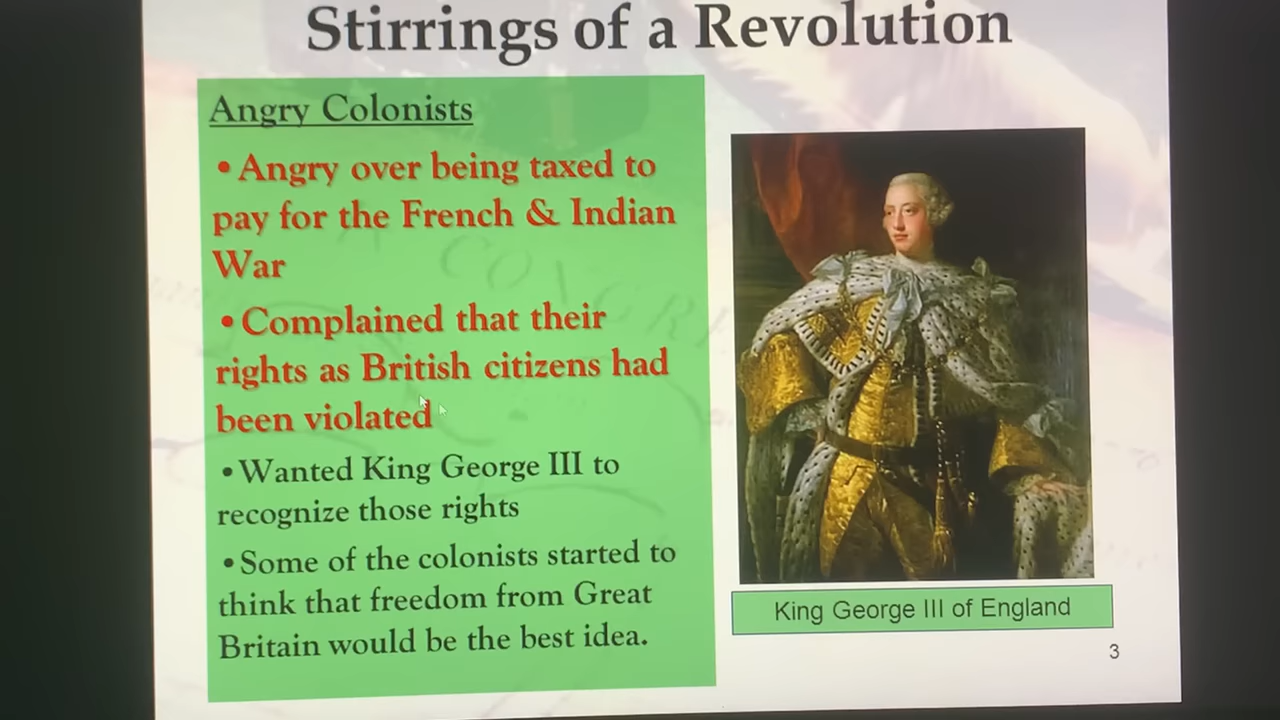 Stirrings of a Revolution
Angry Colonists
•Angry over being taxed to
pay for the French & Indian
War
•Complained that their
rights as British citizens had
been violated
•Wanted King George III to
recognize those rights
•Some of the colonists started to
think that freedom from Great
Britain would be the best idea.
King George III of England
3